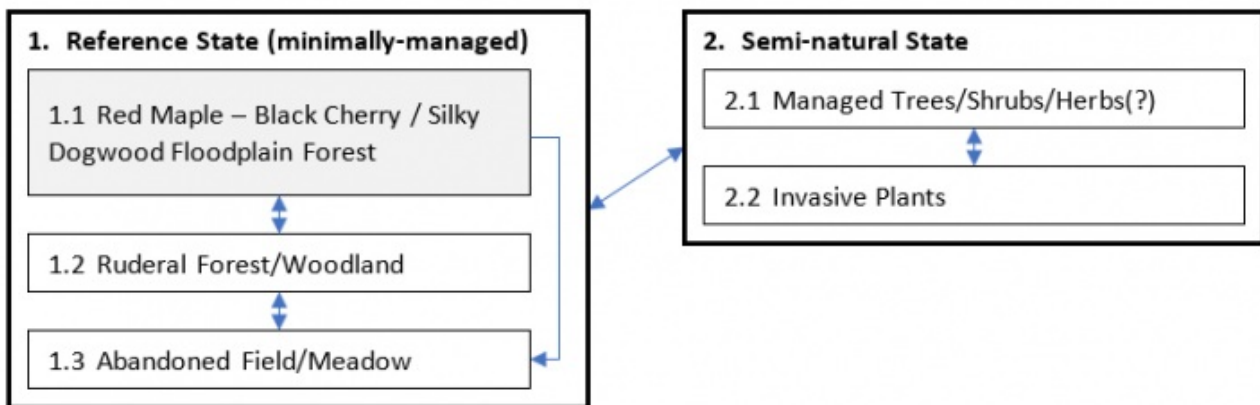 1. Reference State (minimally-managed)
1.1 Red Maple – Black Cherry / Silky
Dogwood Floodplain Forest
1.2 Ruderal Forest/Woodland
1.3 Abandoned Field/Meadow
2. Semi-natural State
2.1 Managed Trees/Shrubs/Herbs(?)
2.2 Invasive Plants